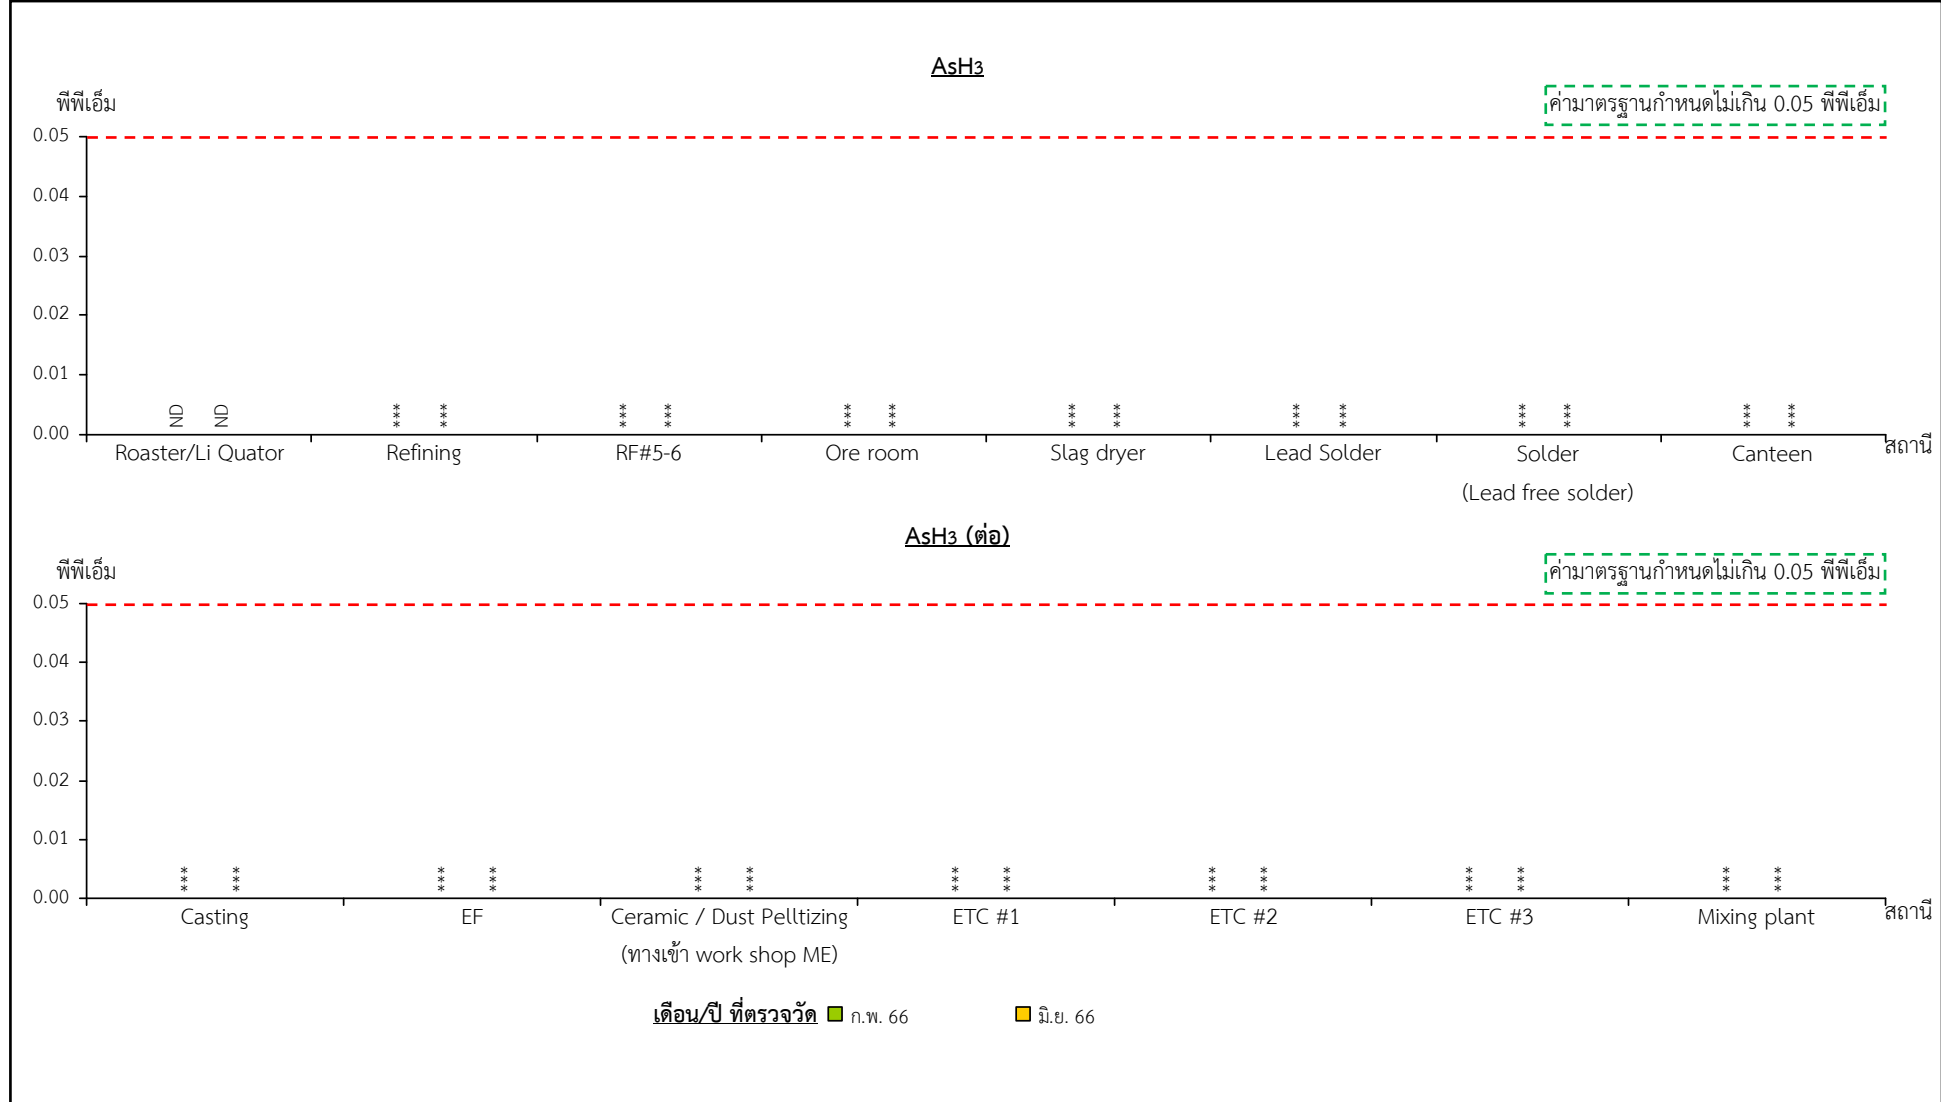 AsH3
พีพีเอ็ม
ค่ามาตรฐานกำหนดไม่เกิน 0.05 พีพีเอ็ม
0.05
0.04
0.03
0.02
0.01
0.00
ND ND *** *** *** *** *** *** *** *** *** *** *** *** *** ***
Roaster/Li Quator Refining RF#5-6 Ore room Slag dryer Lead Solder Solder Canteen สถานี
(Lead free solder)
AsH3 (ต่อ)
พีพีเอ็ม
ค่ามาตรฐานกำหนดไม่เกิน 0.05 พีพีเอ็ม
0.05
0.04
0.03
0.02
0.01
0.00
*** *** *** *** *** *** *** *** *** *** *** *** *** ***
Casting EF Ceramic / Dust Pelltizing ETC #1 ETC #2 ETC #3 Mixing plant สถานี
(ทางเข้า work shop ME)
เดือน/ปี ที่ตรวจวัด ก.พ. 66 มิ.ย. 66